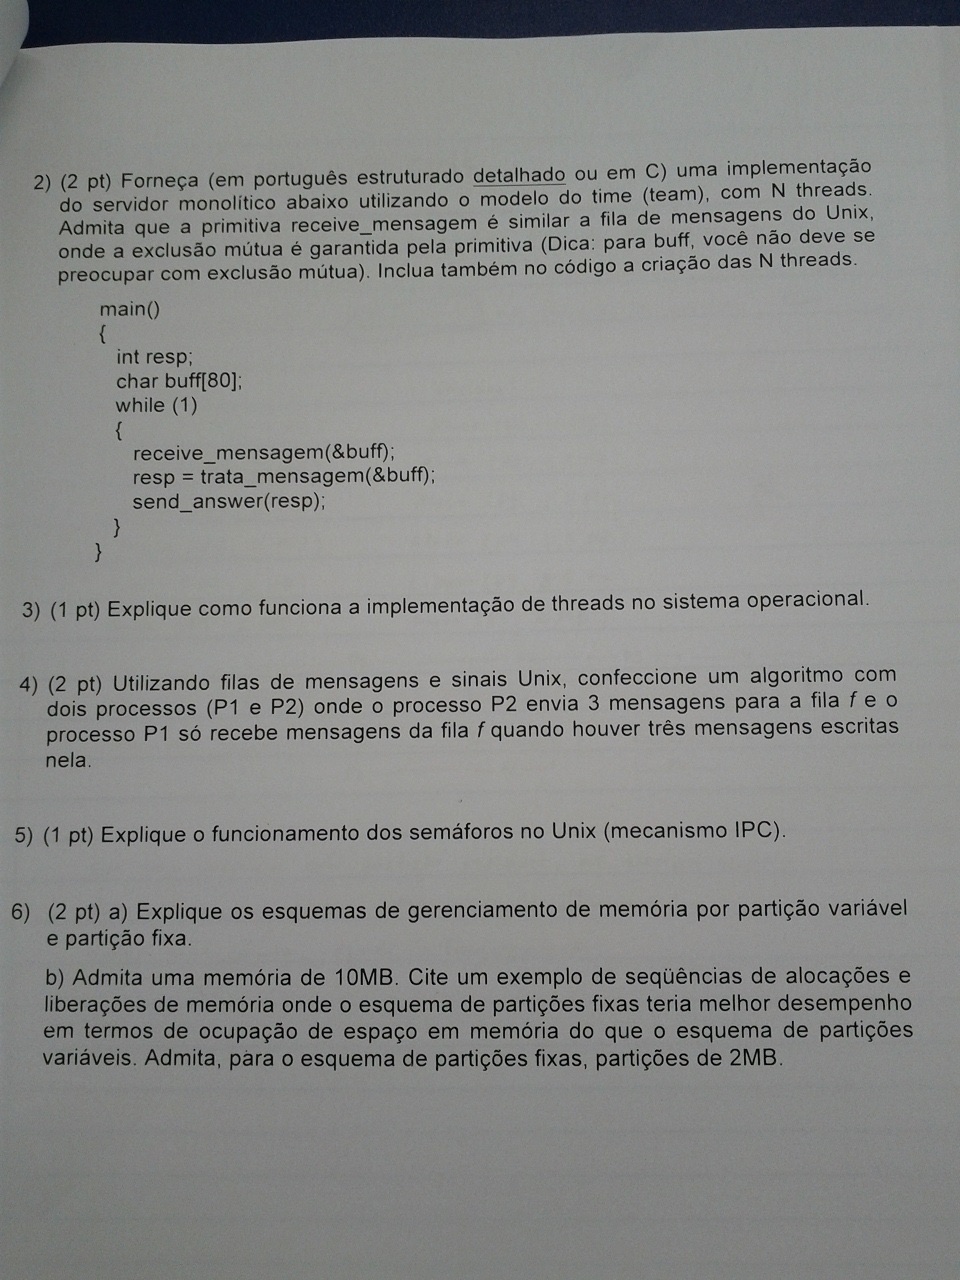 2) (2 pt) Forneça (em português estruturado detalhado ou em C) uma implementação
do servidor monolítico abaixo utilizando o modelo do time (team), com N threads.
Admita que a primitiva receive_mensagem é similar a fila de mensagens do Unix,
onde a exclusão mútua é garantida pela primitiva (Dica: para buff, você não deve se
preocupar com exclusão mútua). Inclua também no código a criação das N threads.
main()
{
int resp;
char buff[80];
while (1)
{
receive_mensagem(&buff);
resp = trata_mensagem(&buff);
send_answer(resp);
}
}
3) (1 pt) Explique como funciona a implementação de threads no sistema operacional.
4) (2 pt) Utilizando filas de mensagens e sinais Unix, confeccione um algoritmo com
dois processos (P1 e P2) onde o processo P2 envia 3 mensagens para a fila f e o
processo P1 só recebe mensagens da fila f quando houver três mensagens escritas
nela.
5) (1 pt) Explique o funcionamento dos semáforos no Unix (mecanismo IPC).
6) (2 pt) a) Explique os esquemas de gerenciamento de memória por partição variável
e partição fixa.
b) Admita uma memória de 10MB. Cite um exemplo de seqüências de alocações e
liberações de memória onde o esquema de partições fixas teria melhor desempenho
em termos de ocupação de espaço em memória do que o esquema de partições
variáveis. Admita, para o esquema de partições fixas, partições de 2MB.